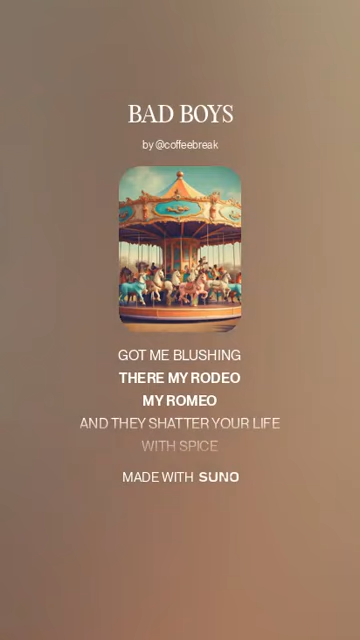 BAD BOYS
by @coffeebreak
GOT ME BLUSHING
THERE MY RODEO
MY ROMEO
AND THEY SHATTER YOUR LIFE
WITH SPICE
MADE WITH SUNO